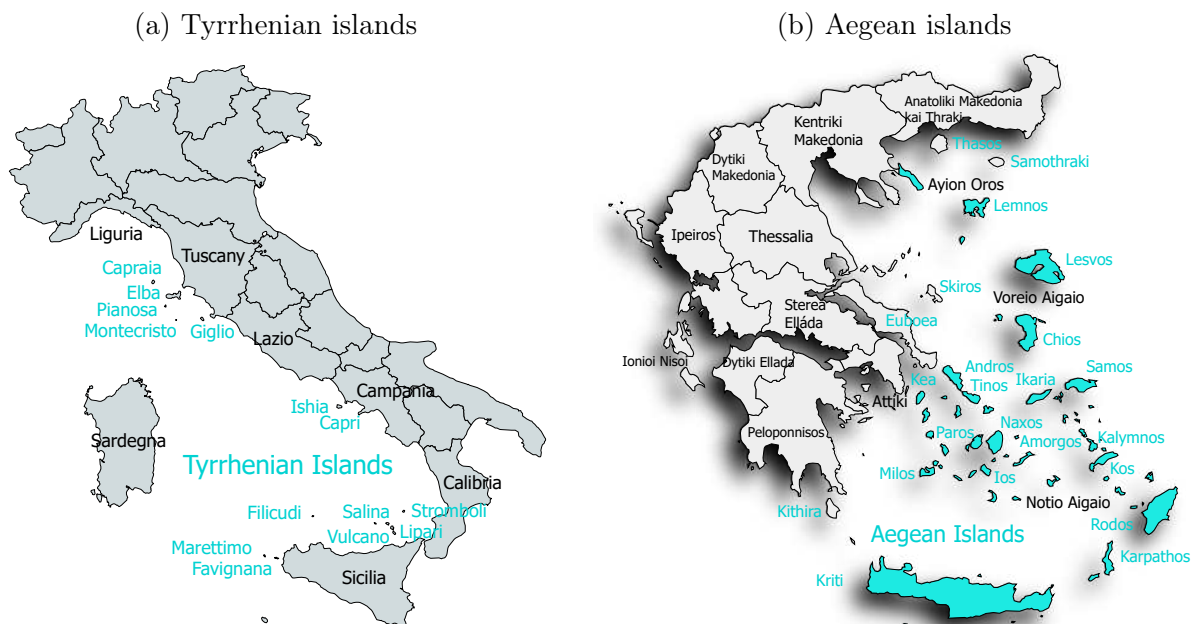 (a) Tyrrhenian islands
Liguria
Tuscany
Capraia
Elba
Pianosa
Montecristo
Giglio
Lazio
Campania
Ishia
Capri
Sardegna
Tyrrhenian Islands
Calibria
Filicudi
Salina
Stromboli
Vulcano
Lipari
Marettimo
Favignana
Sicilia
(b) Aegean islands
Anatoliki Makedonia
kai Thraki
Kentriki
Makedonia
Thasos
Samothraki
Dytiki
Makedonia
Ayion Oros
Lemnos
Ipeiros
Thessalia
Lesvos
Skiros
Voreio Aigaio
Sterea
Elláda
Euboea
Chios
Ionioi Nisoi
Dytiki Ellada
Kea
Andros
Tinos
Ikaria
Samos
Attiki
Peloponnisos
Paros
Naxos
Amorgos
Kalymnos
Milos
Ios
Kos
Kithira
Notio Aigaio
Rodos
Aegean Islands
Karpathos
Kriti